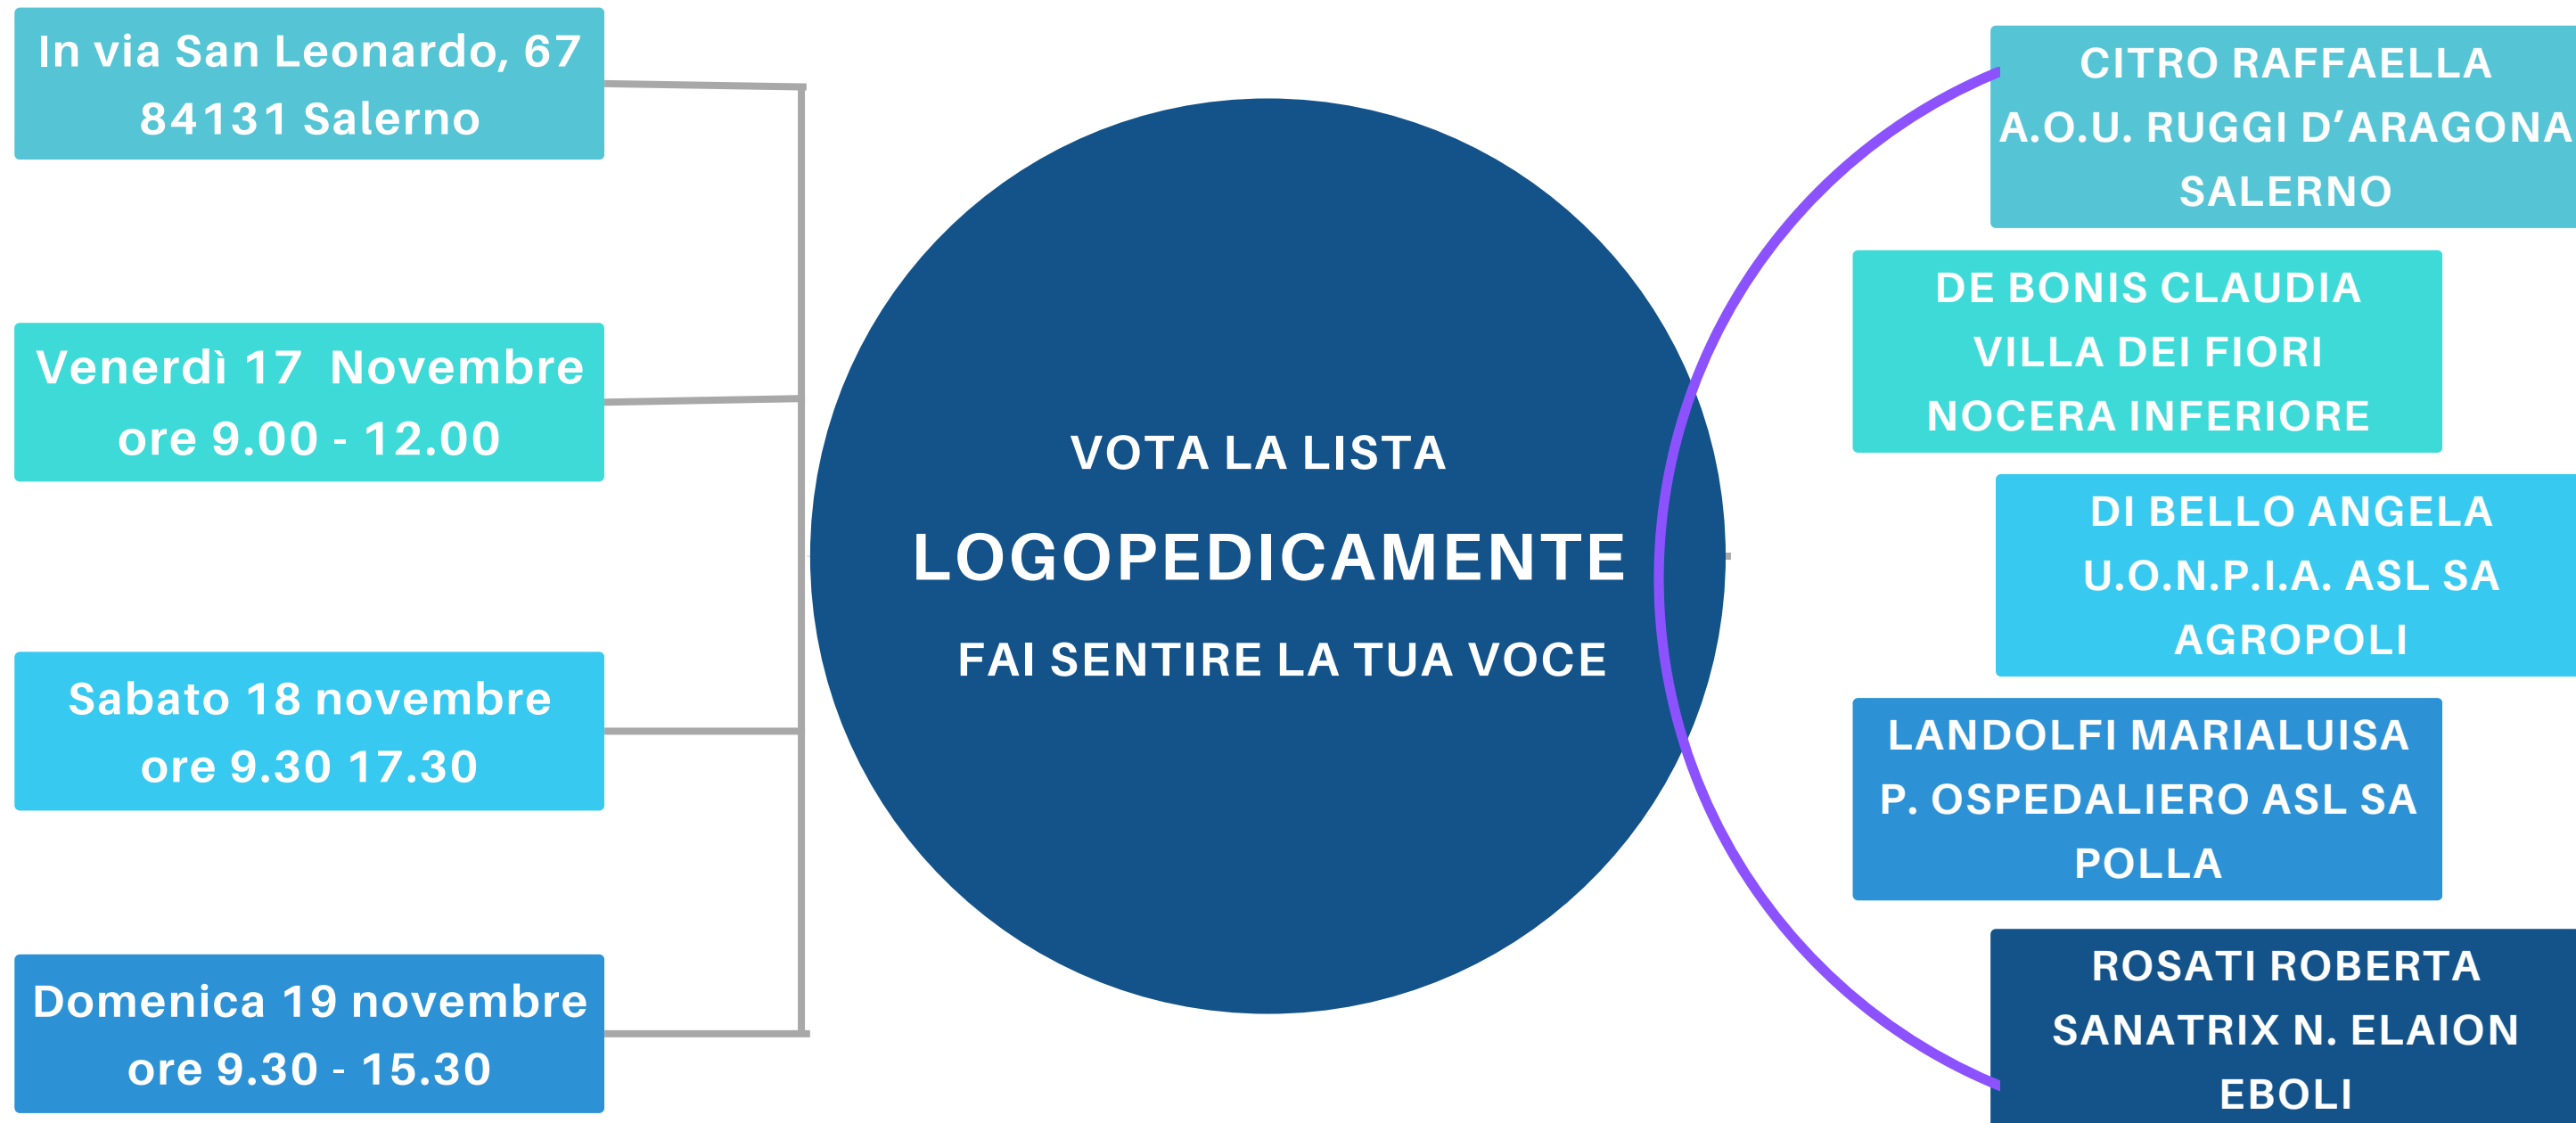 In via San Leonardo, 67
84131 Salerno
Venerdì 17  Novembre
ore 9.00 - 12.00
Sabato 18 novembre
ore 9.30 17.30
Domenica 19 novembre
ore 9.30 - 15.30
VOTA LA LISTA
LOGOPEDICAMENTE
FAI SENTIRE LA TUA VOCE
CITRO RAFFAELLA
A.O.U. RUGGI D’ARAGONA
SALERNO
DE BONIS CLAUDIA
VILLA DEI FIORI
NOCERA INFERIORE
DI BELLO ANGELA
U.O.N.P.I.A. ASL SA
AGROPOLI
LANDOLFI MARIALUISA
P. OSPEDALIERO ASL SA
POLLA
ROSATI ROBERTA
SANATRIX N. ELAION
EBOLI